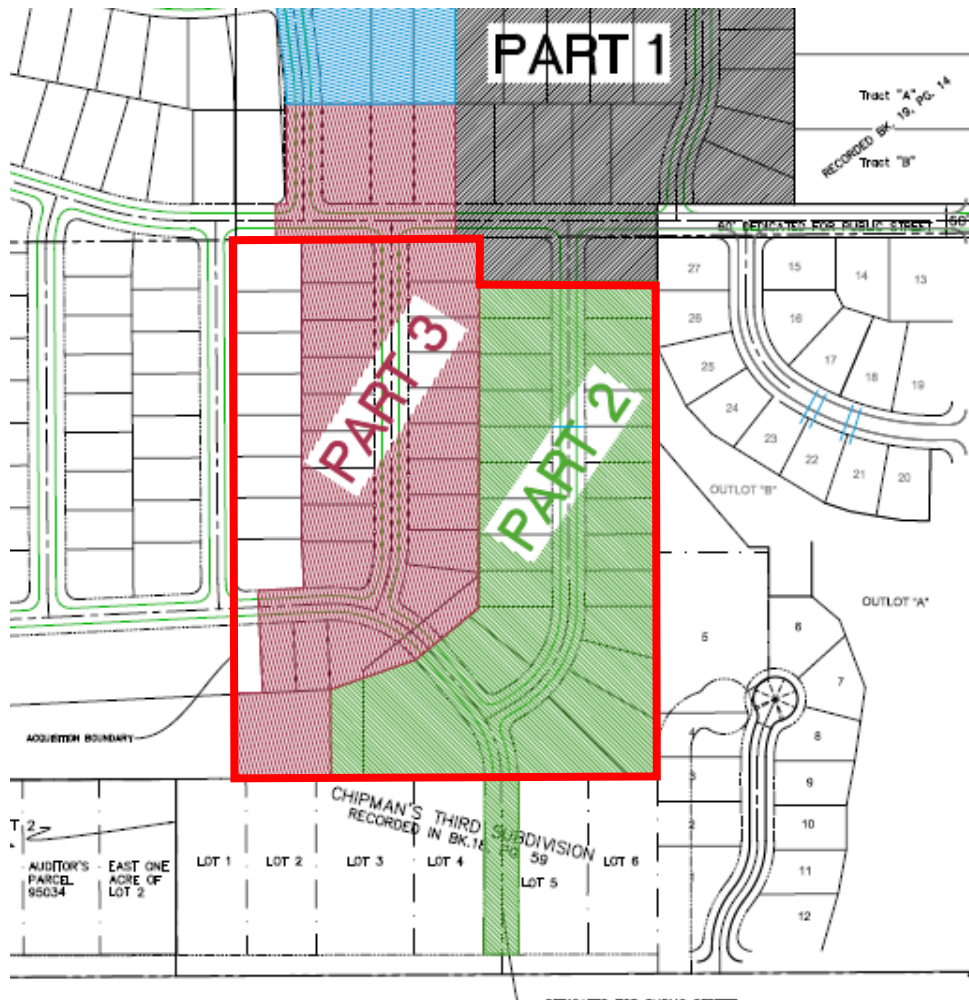 PART 1
Tract "A"
RECORDED BK. 19, PG. 14
Tract "B"
60' DEDICATED FOR PUBLIC STREET
60'
27
15
14
13
26
16
25
17
18
19
24
23
22
21
20
OUTLOT "B"
PART 3
PART 2
OUTLOT "A"
5
6
7
4
8
3
9
2
10
1
11
12
ACQUISITION BOUNDARY
CHIPMAN'S THIRD SUBDIVISION
RECORDED IN BK.18 PG 59
AUDITOR'S
PARCEL
95034
EAST ONE
ACRE OF
LOT 2
LOT 1
LOT 2
LOT 3
LOT 4
LOT 5
LOT 6